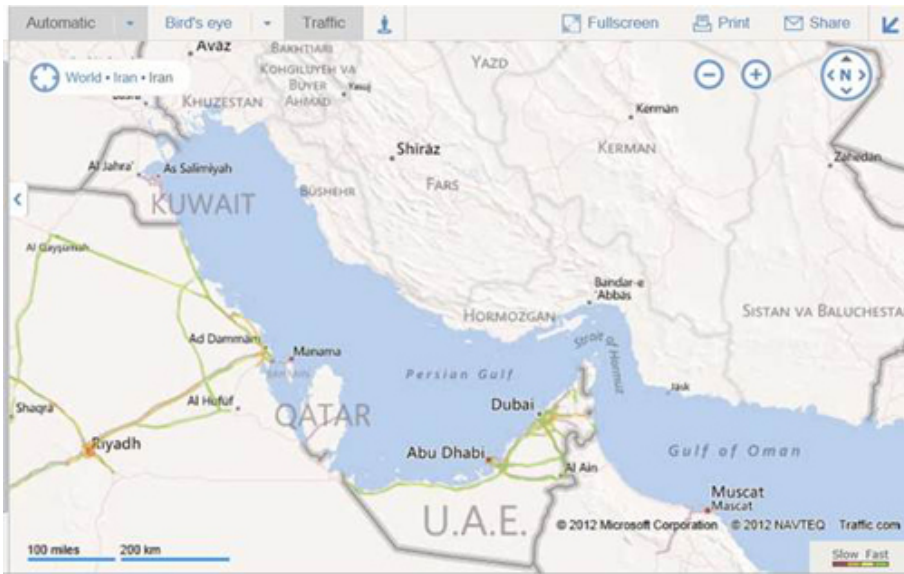 Automatic Bird's eye Traffic Fullscreen Print Share
World • Iran • Iran
Avaz
BAKHTIARI
KOHGILUYEH VA
BUYER
AHMAD
Yasuj
YAZD
N
KHUZESTAN
Kerman
KERMAN
Shiraz
FARS
Zahedan
Al Jahra'
As Salimiyah
KUWAIT
BUSHEHR
Al Qaysumah
Bandar-e
'Abbas
HORMOZGAN
SISTAN VA BALUCHESTA
Strait of Hormuz
Ad Dammam
Manama
Persian Gulf
Jask
Shaqra
Al Hufuf
QATAR
Dubai
Riyadh
Abu Dhabi
Al Ain
Gulf of Oman
Muscat
Mascat
U.A.E.
© 2012 Microsoft Corporation © 2012 NAVTEQ Traffic.com
100 miles 200 km
Slow Fast